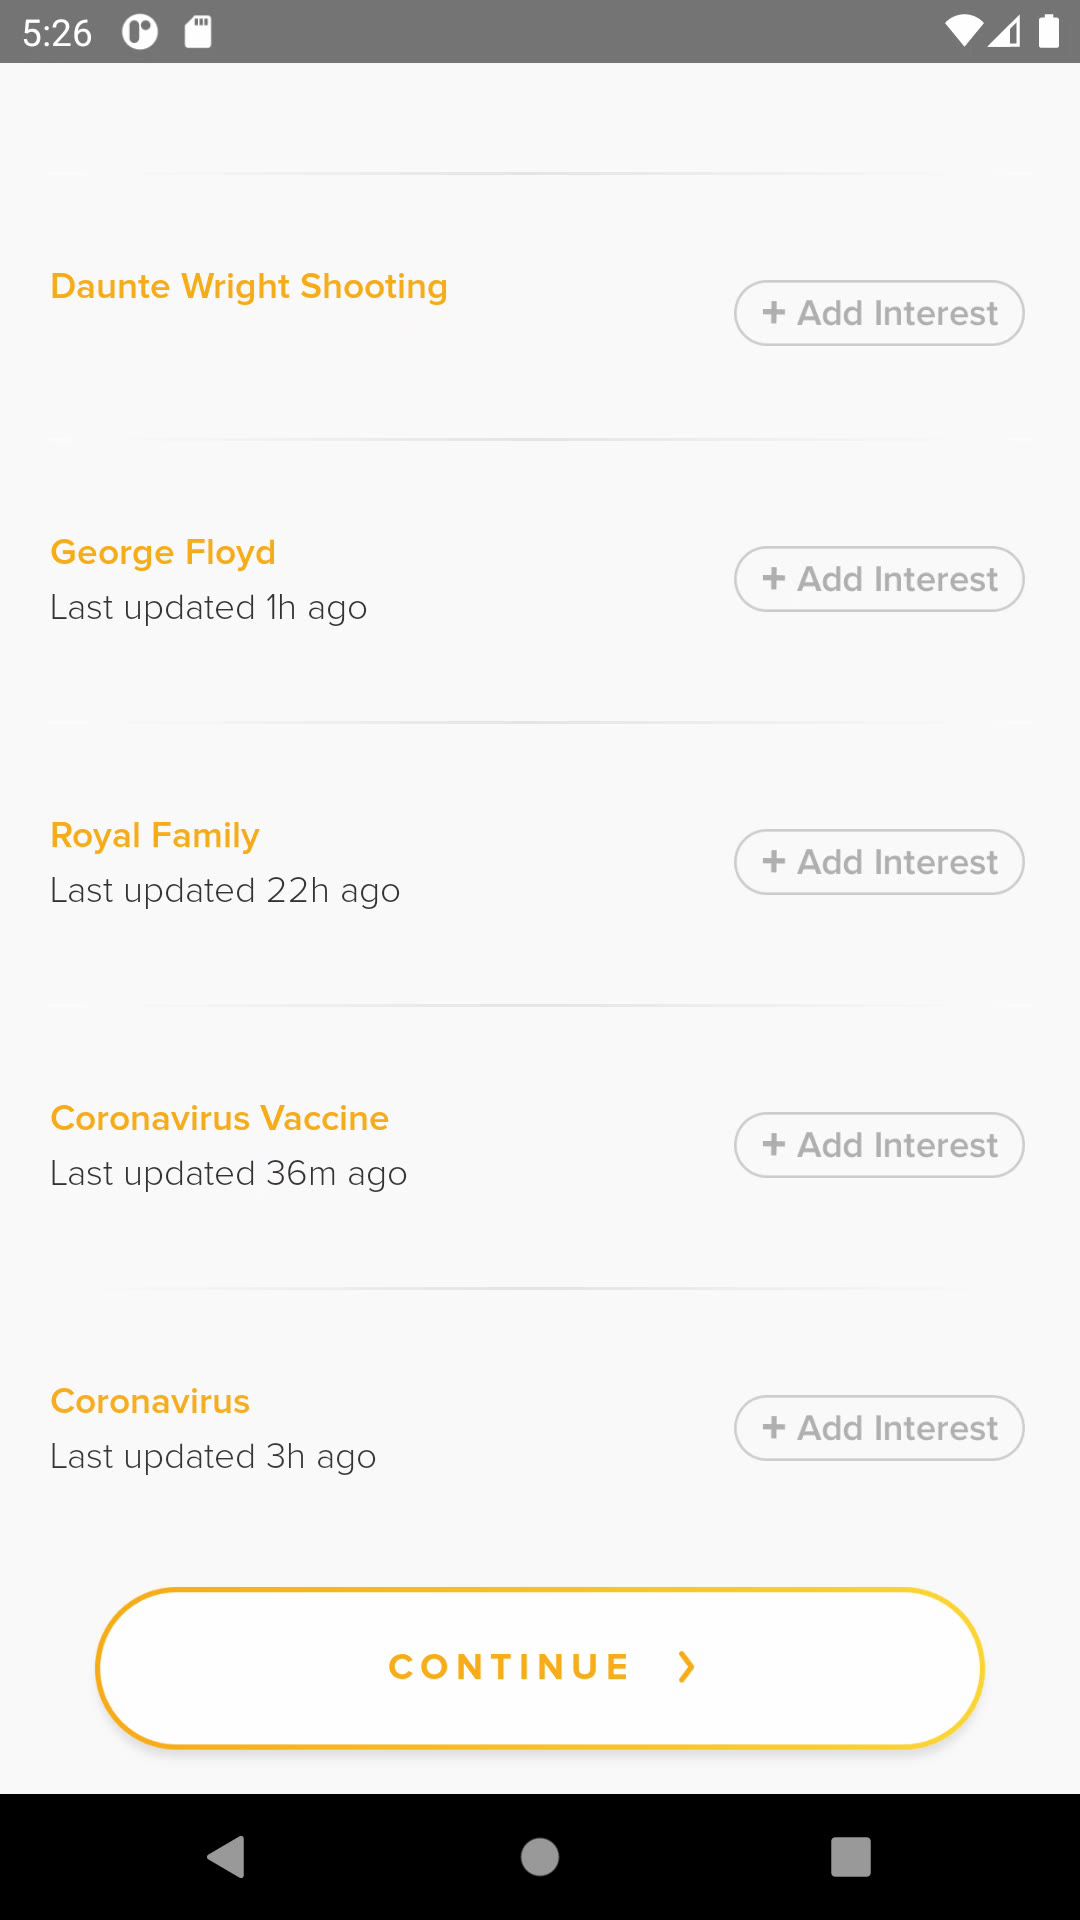 5:26
Daunte Wright Shooting
+ Add Interest
George Floyd
+ Add Interest
Last updated 1h ago
Royal Family
+ Add Interest
Last updated 22h ago
Coronavirus Vaccine
+ Add Interest
Last updated 36m ago
Coronavirus
+ Add Interest
Last updated 3h ago
CONTINUE